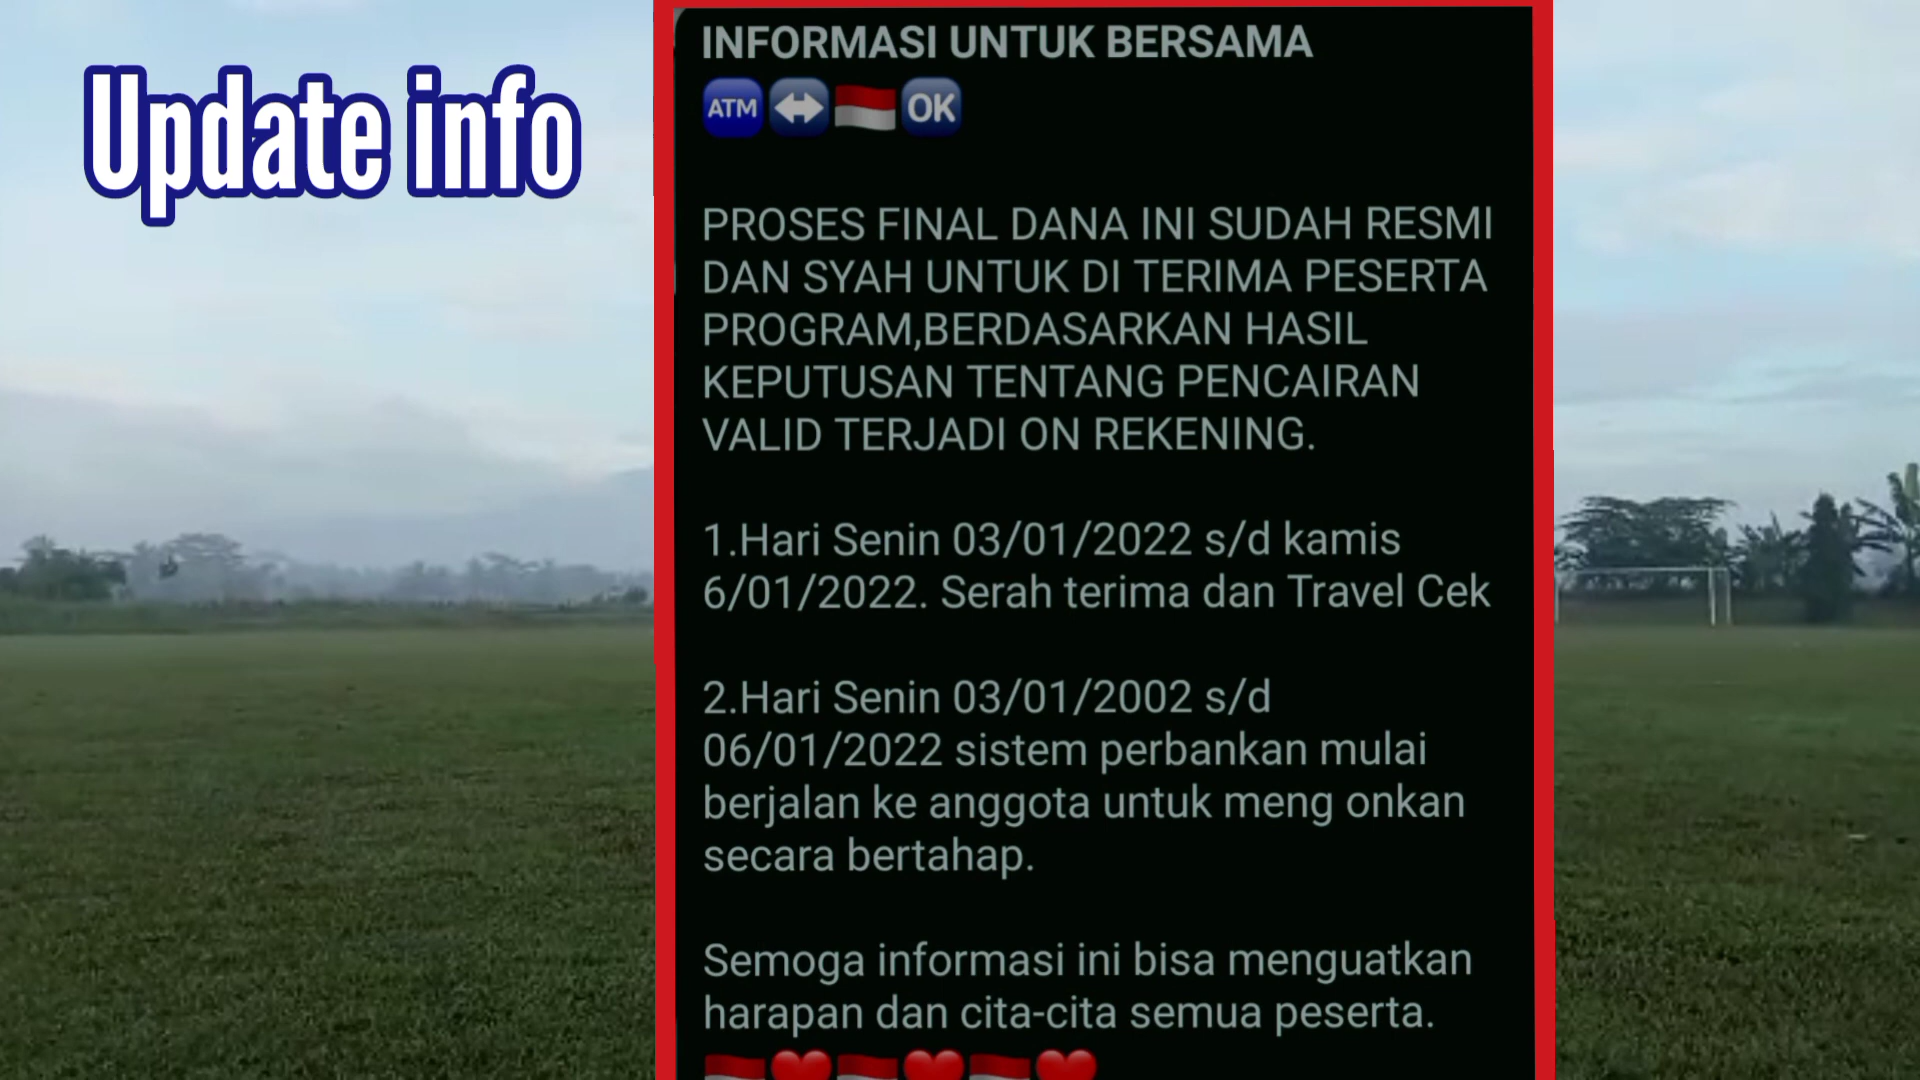 Update info
INFORMASI UNTUK BERSAMA
ATM ↔ 🇮🇩 OK
PROSES FINAL DANA INI SUDAH RESMI
DAN SYAH UNTUK DI TERIMA PESERTA
PROGRAM,BERDASARKAN HASIL
KEPUTUSAN TENTANG PENCAIRAN
VALID TERJADI ON REKENING.
1.Hari Senin 03/01/2022 s/d kamis
6/01/2022. Serah terima dan Travel Cek
2.Hari Senin 03/01/2002 s/d
06/01/2022 sistem perbankan mulai
berjalan ke anggota untuk meng onkan
secara bertahap.
Semoga informasi ini bisa menguatkan
harapan dan cita-cita semua peserta.